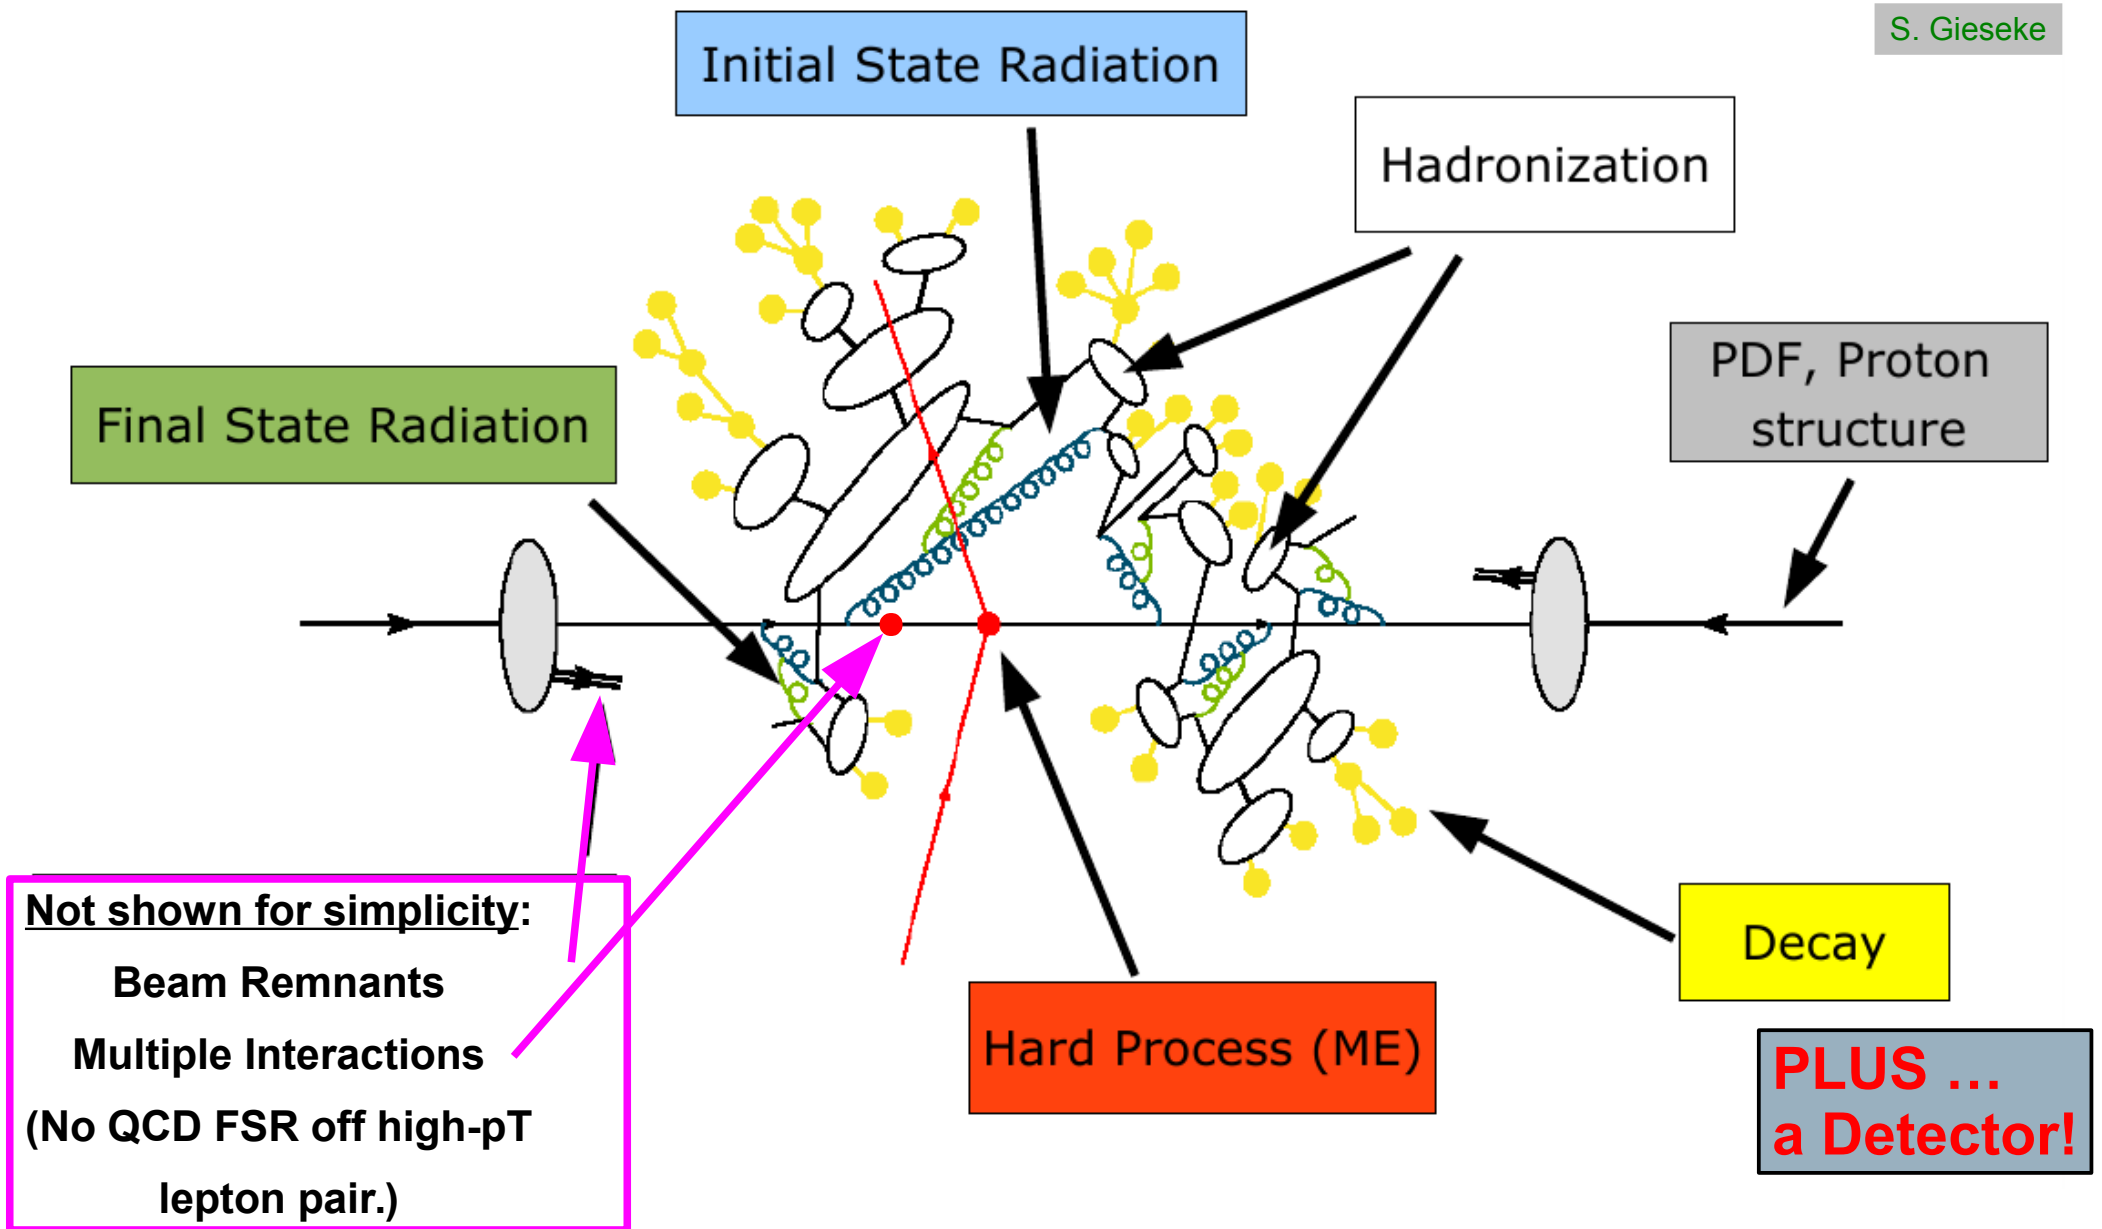 S. Gieseke
Initial State Radiation
Hadronization
PDF, Proton
structure
Final State Radiation
Not shown for simplicity:
Beam Remnants
Multiple Interactions
(No QCD FSR off high-pT
lepton pair.)
Decay
Hard Process (ME)
PLUS …
a Detector!